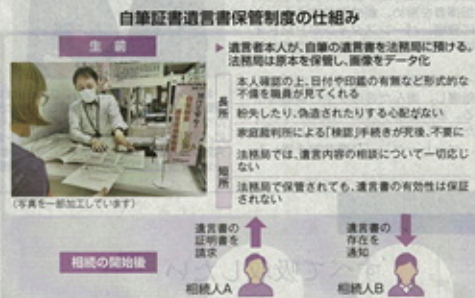 自筆証書遺言書保管制度の仕組み
生前
▶遺言者本人が、自筆の遺言書を法務局に預ける。
法務局は原本を保管し、画像をデータ化
長所
本人確認の上、日付や印鑑の有無など形式的な
不備を職員が見てくれる
紛失したり、偽造されたりする心配がない
家庭裁判所による「検認」手続きが死後、不要に
短所
法務局では、遺言内容の相談について一切応じ
ない
法務局で保管されても、遺言書の有効性は保証
されない
(写真を一部加工しています)
相続の開始後
遺言書の
証明書を
請求
相続人A
遺言書の
存在を
通知
相続人B